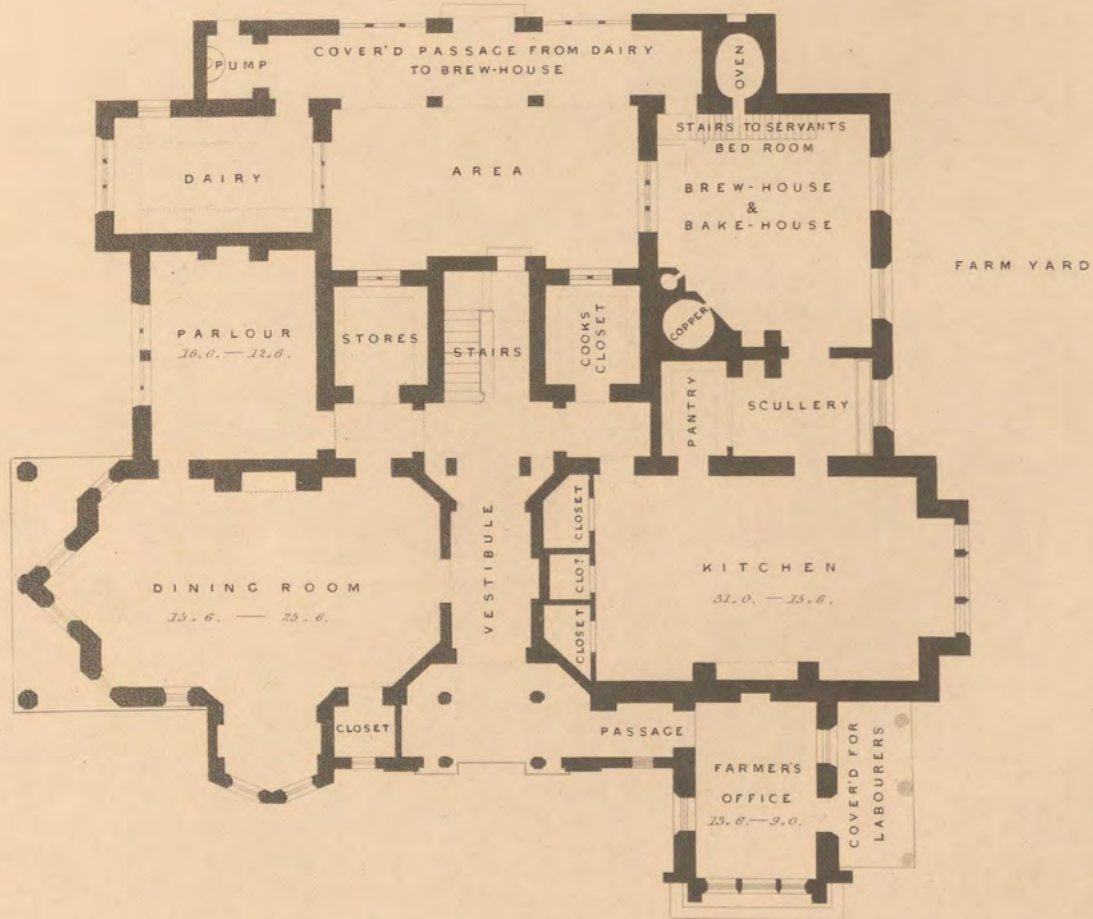 COVER'D PASSAGE FROM DAIRY
TO BREW-HOUSE
PUMP
OVEN
STAIRS TO SERVANTS
BED ROOM
DAIRY
AREA
BREW-HOUSE
&
BAKE-HOUSE
FARM YARD
COPPER
PARLOUR
16.0.—12.6.
STORES
STAIRS
COOKS
CLOSET
PANTRY
SCULLERY
VESTIBULE
CLOSET
CLOT
CLOSET
DINING ROOM
15.6. — 25.6.
KITCHEN
31.0. — 15.6.
CLOSET
PASSAGE
FARMER'S
OFFICE
13.6.—9.0.
COVER'D FOR
LABOURERS